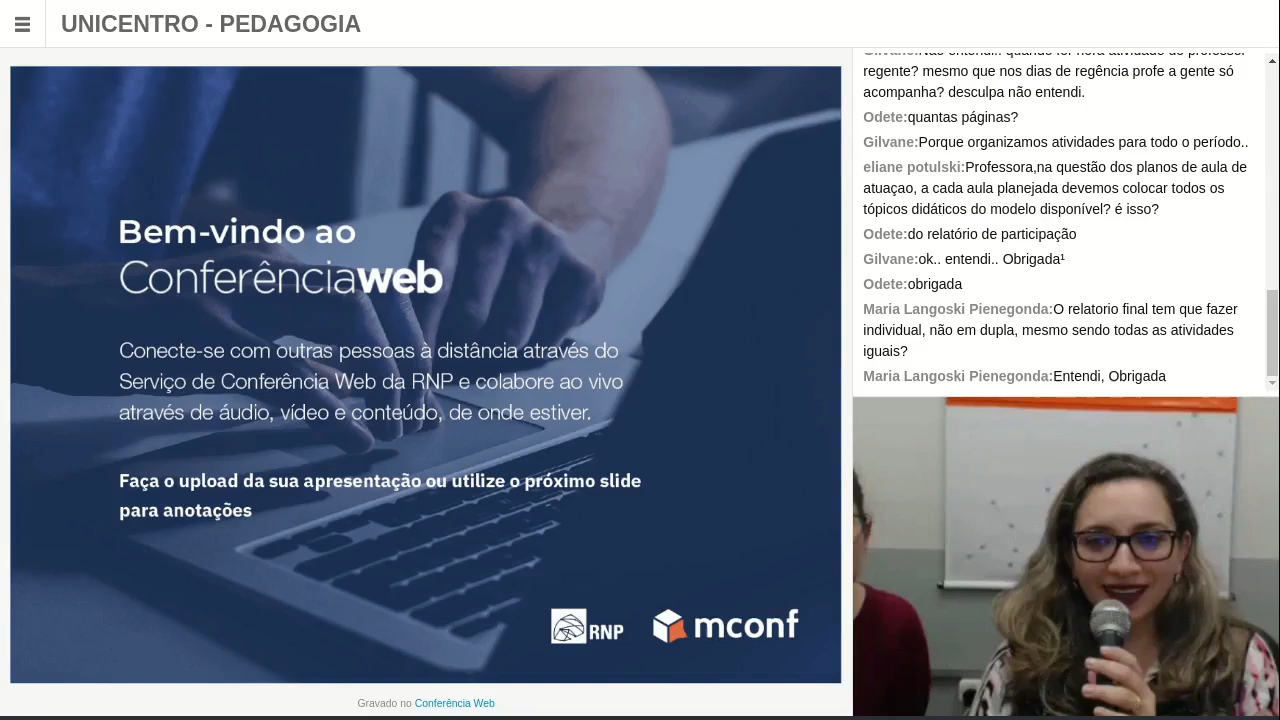 UNICENTRO - PEDAGOGIA
Bem-vindo ao
Conferênciaweb
Conecte-se com outras pessoas à distância através do
Serviço de Conferência Web da RNP e colabore ao vivo
através de áudio, vídeo e conteúdo, de onde estiver.
Faça o upload da sua apresentação ou utilize o próximo slide
para anotações
RNP
mconf
Gravado no Conferência Web
regente? mesmo que nos dias de regência profe a gente só
acompanha? desculpa não entendi.
Odete:quantas páginas?
Gilvane:Porque organizamos atividades para todo o período..
eliane potulski:Professora,na questão dos planos de aula de
atuaçao, a cada aula planejada devemos colocar todos os
tópicos didáticos do modelo disponível? é isso?
Odete:do relatório de participação
Gilvane:ok.. entendi.. Obrigada¹
Odete:obrigada
Maria Langoski Pienegonda:O relatorio final tem que fazer
individual, não em dupla, mesmo sendo todas as atividades
iguais?
Maria Langoski Pienegonda:Entendi, Obrigada